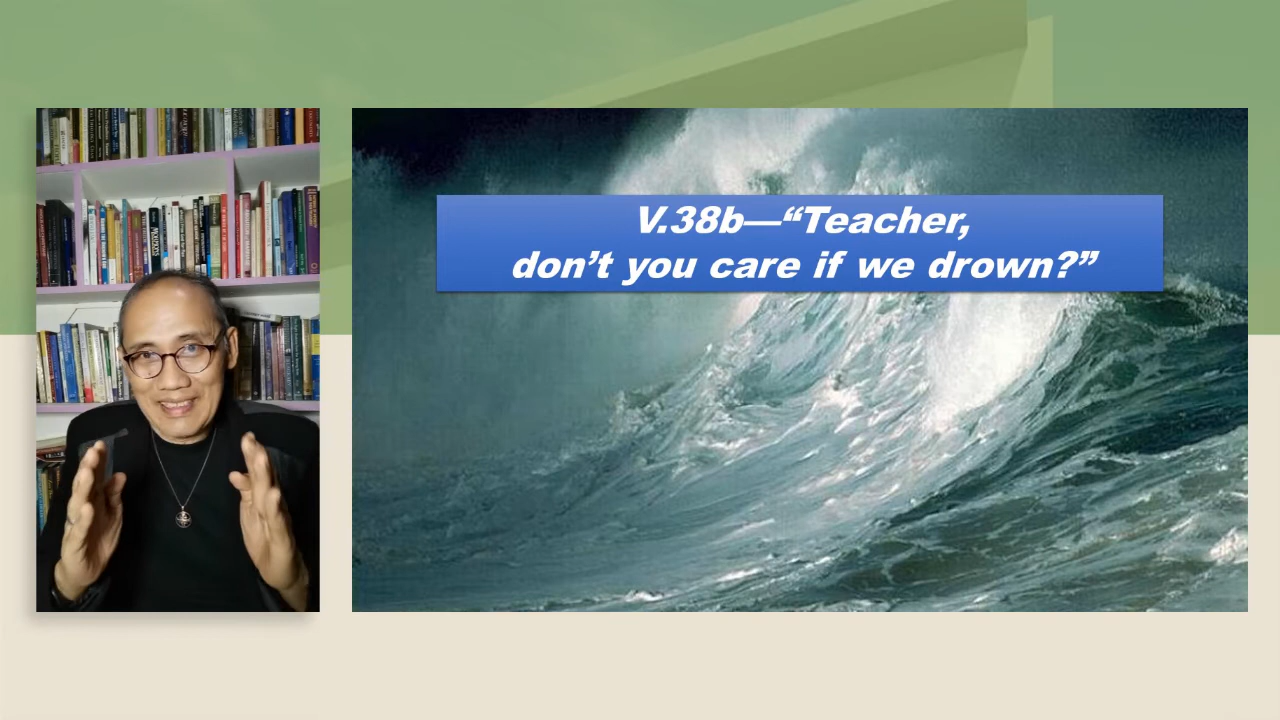 V.38b—“Teacher,
don’t you care if we drown?”